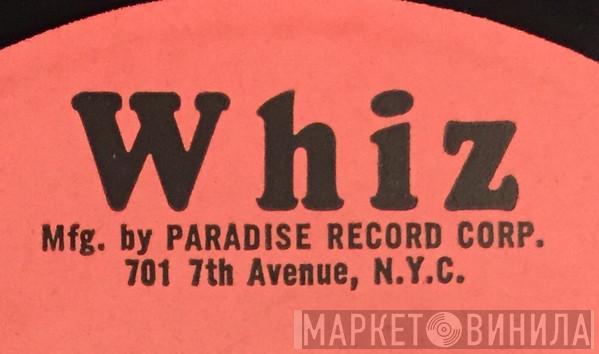 Whiz
Mfg. by PARADISE RECORD CORP.
701 7th Avenue, N.Y.C.
МАРКЕТ ВИНИЛА